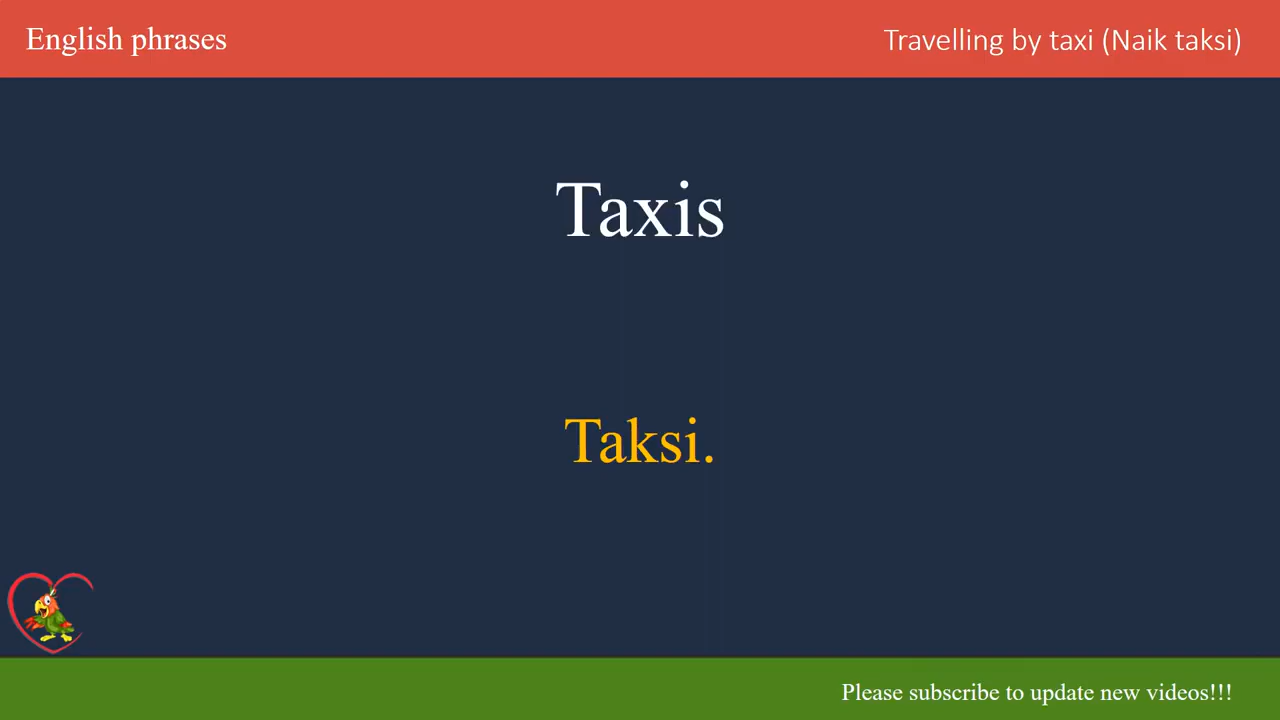 English phrases
Travelling by taxi (Naik taksi)
Taxis
Taksi.
Please subscribe to update new videos!!!